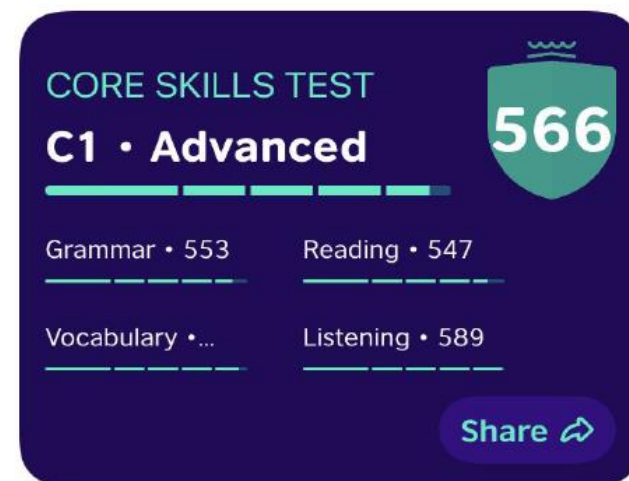 CORE SKILLS TEST
C1 • Advanced
566
Grammar • 553
Reading • 547
Vocabulary •...
Listening • 589
Share